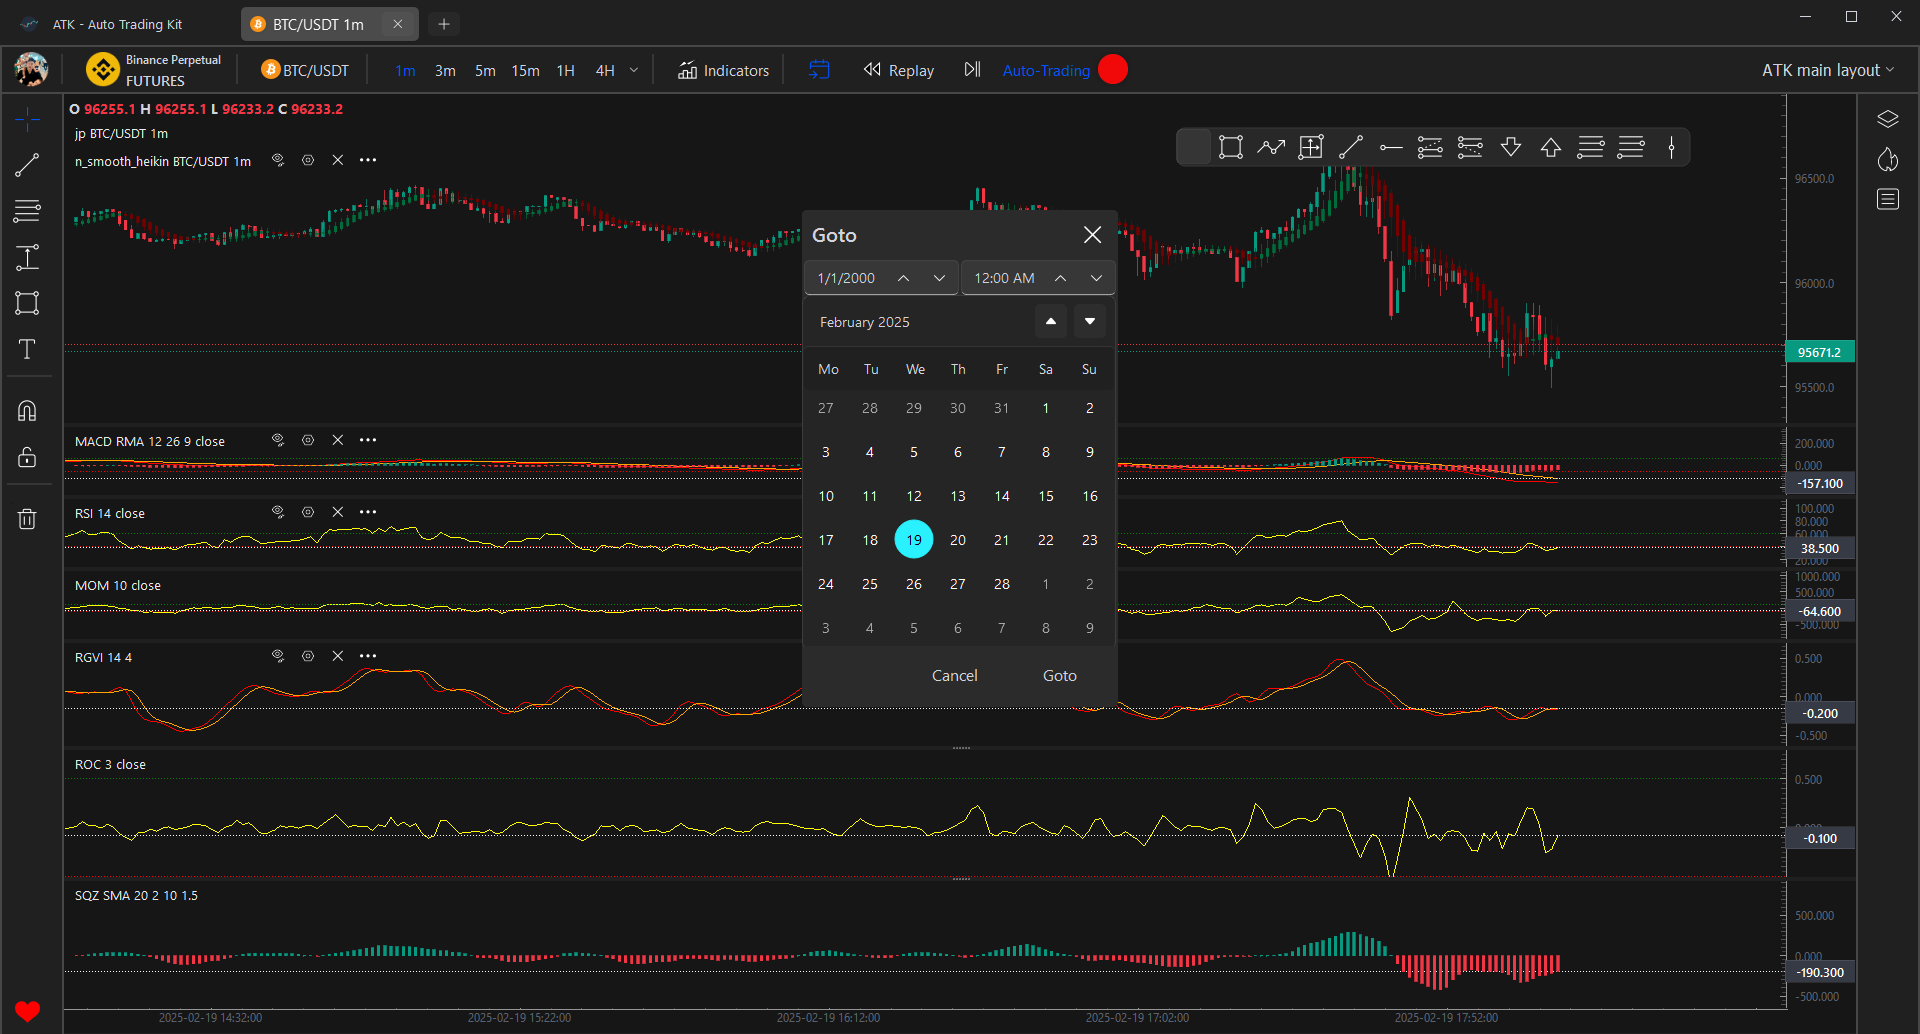 ATK - Auto Trading Kit
BTC/USDT 1m
Binance Perpetual
FUTURES
BTC/USDT
1m 3m 5m 15m 1H 4H
Indicators
Replay
Auto-Trading
ATK main layout
O 96255.1 H 96255.1 L 96233.2 C 96233.2
jp BTC/USDT 1m
n_smooth_heikin BTC/USDT 1m
96500.0
96000.0
95671.2
95500.0
Goto
1/1/2000 12:00 AM
February 2025
Mo Tu We Th Fr Sa Su
27 28 29 30 31 1 2
3 4 5 6 7 8 9
10 11 12 13 14 15 16
17 18 19 20 21 22 23
24 25 26 27 28 1 2
3 4 5 6 7 8 9
Cancel Goto
MACD RMA 12 26 9 close
200.000
0.000
-157.100
RSI 14 close
100.000
80.000
38.500
20.000
MOM 10 close
1000.000
500.000
-64.600
-500.000
RGVI 14 4
0.500
0.000
-0.200
-0.500
ROC 3 close
0.500
-0.100
SQZ SMA 20 2 10 1.5
500.000
0.000
-190.300
-500.000
2025-02-19 14:32:00 2025-02-19 15:22:00 2025-02-19 16:12:00 2025-02-19 17:02:00 2025-02-19 17:52:00